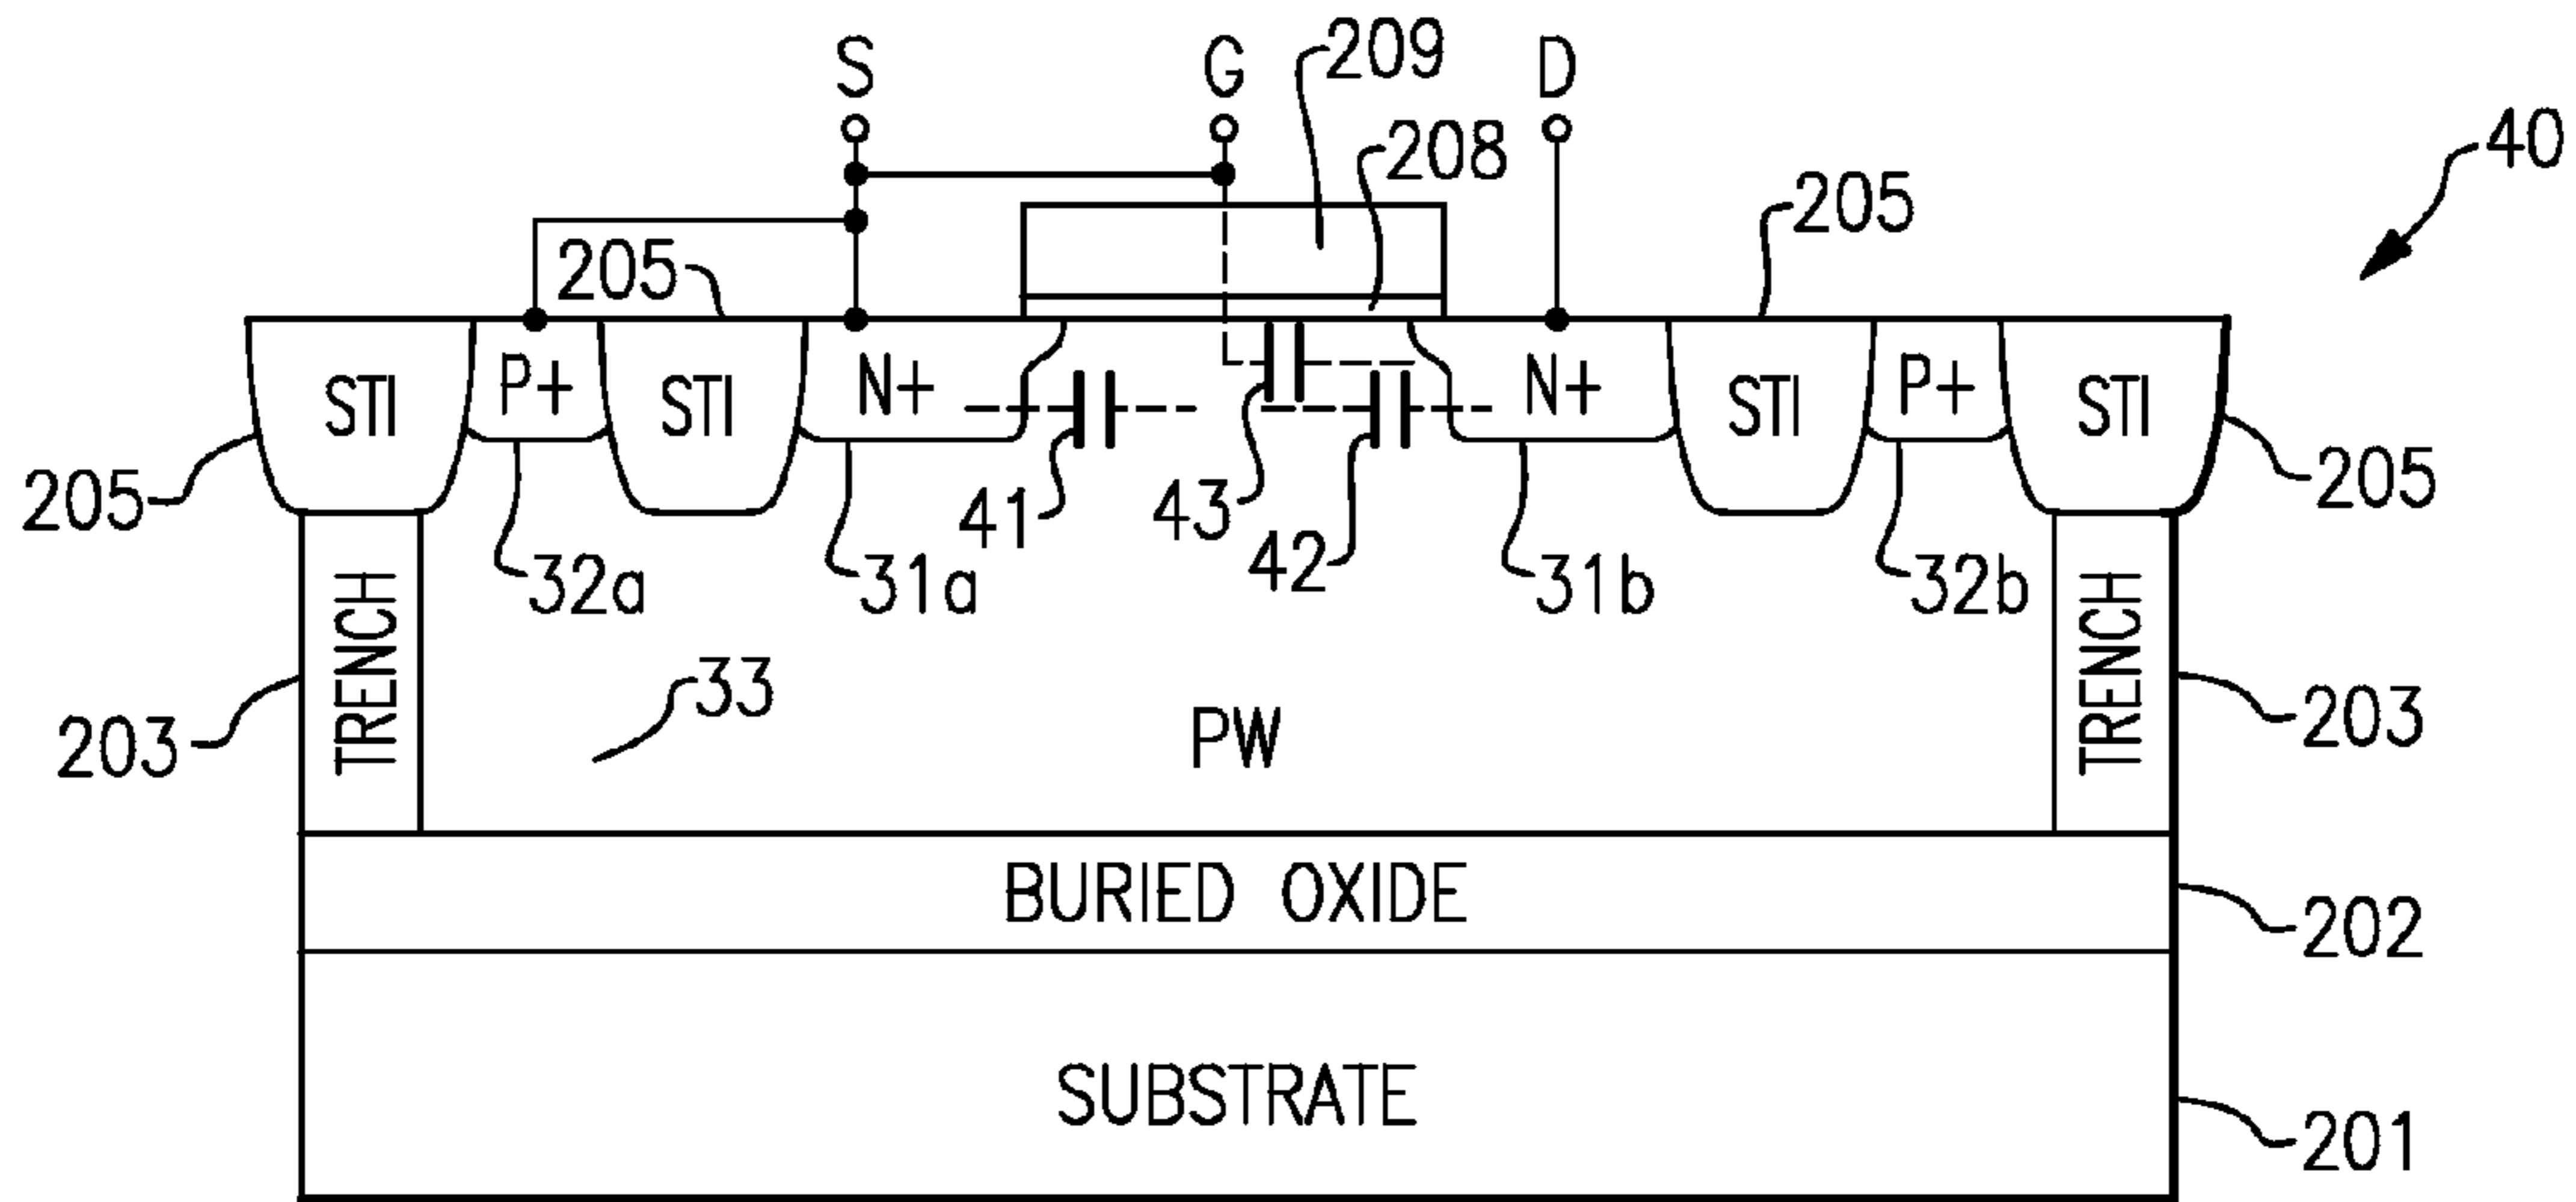 S
G
209
D
208
40
205
205
STI
P+
STI
N+
N+
STI
P+
STI
205
41
43
42
205
32a
31a
31b
32b
TRENCH
TRENCH
203
33
PW
203
BURIED OXIDE
202
SUBSTRATE
201